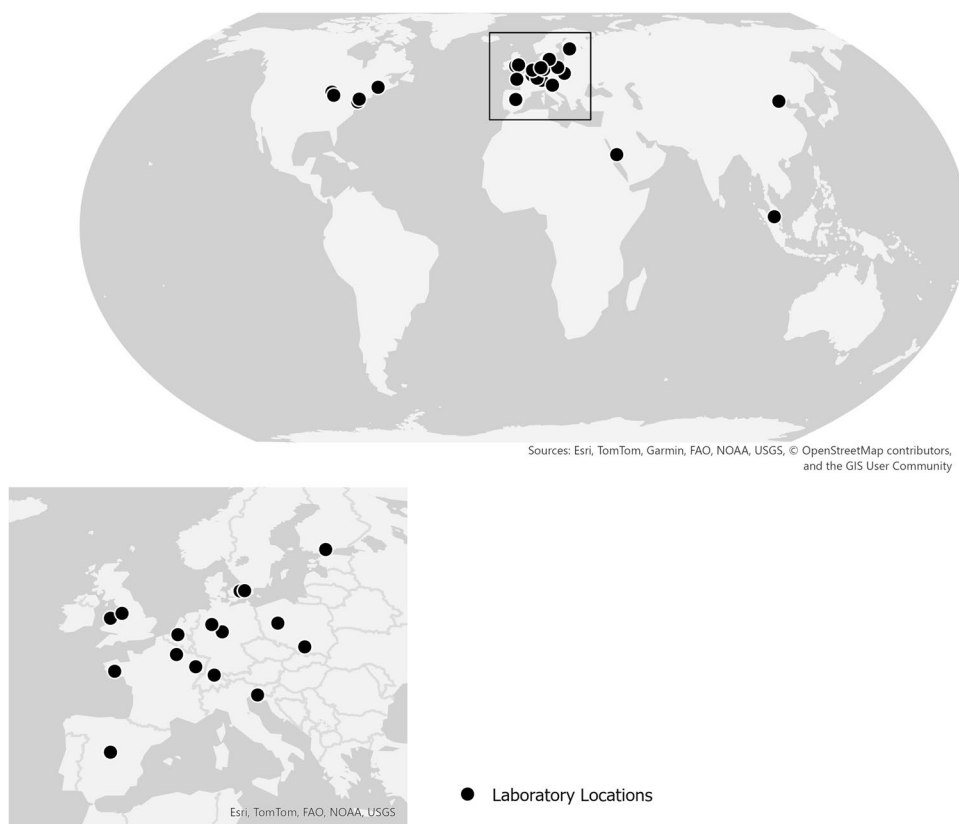 Sources: Esri, TomTom, Garmin, FAO, NOAA, USGS, © OpenStreetMap contributors,
and the GIS User Community
Esri, TomTom, FAO, NOAA, USGS
Laboratory Locations